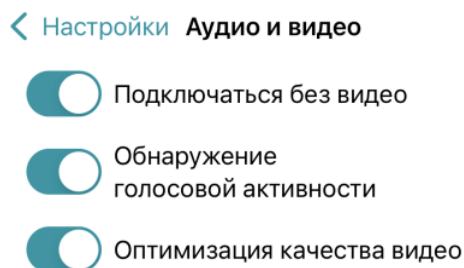 Настройки Аудио и видео
Подключаться без видео
Обнаружение
голосовой активности
Оптимизация качества видео